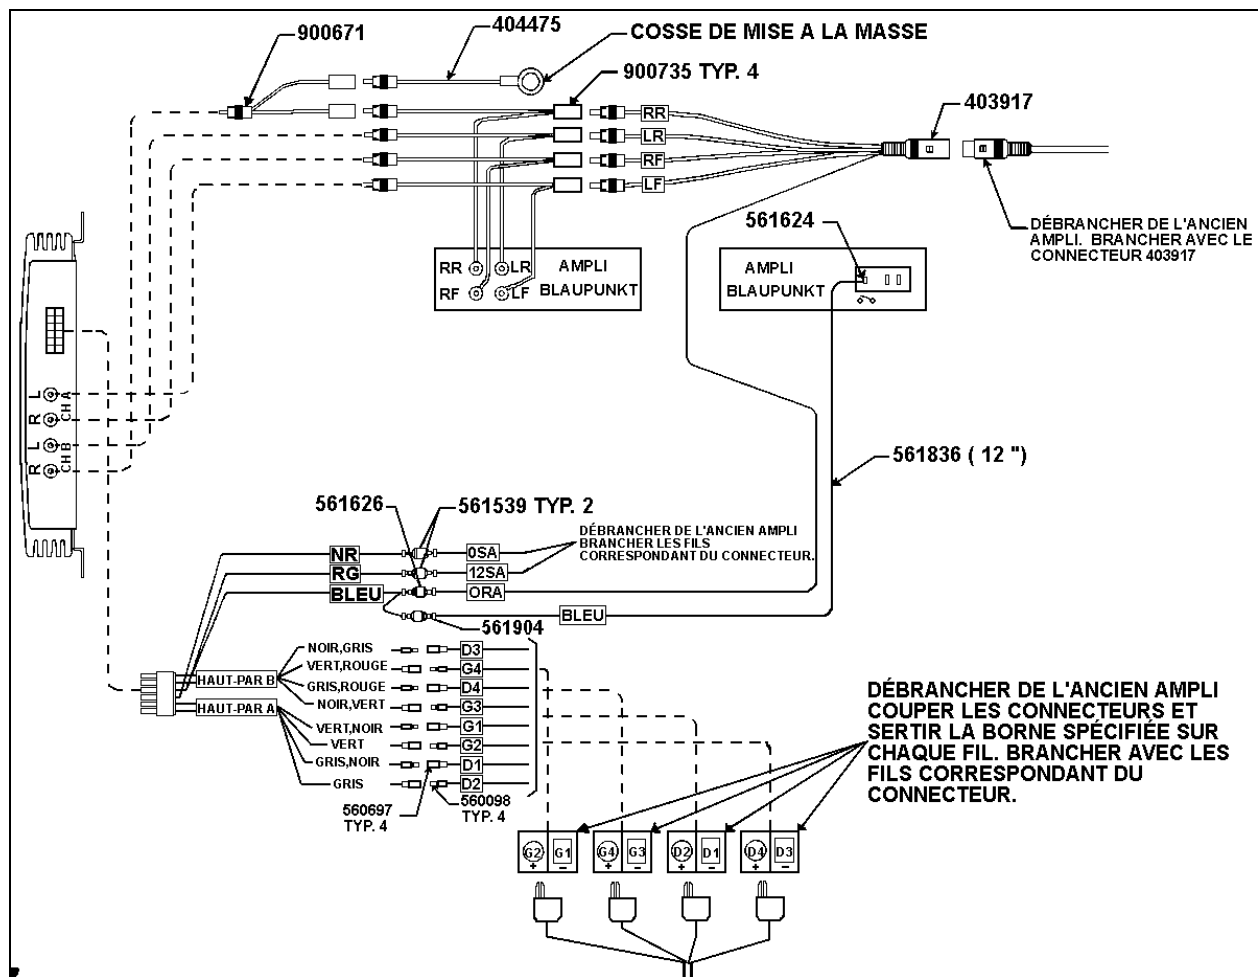 900671
404475
COSSE DE MISE A LA MASSE
900735 TYP. 4
403917
RR
LR
RF
LF
DÉBRANCHER DE L'ANCIEN
AMPLI. BRANCHER AVEC LE
CONNECTEUR 403917
561624
RR LR
RF LF
AMPLI
BLAUPUNKT
AMPLI
BLAUPUNKT
L
R
CH A
L
R
CH B
561836 ( 12 ")
561626
561539 TYP. 2
DÉBRANCHER DE L'ANCIEN AMPLI
BRANCHER LES FILS
CORRESPONDANT DU CONNECTEUR.
NR
0SA
RG
12SA
BLEU
ORA
BLEU
561904
NOIR,GRIS
D3
VERT,ROUGE
G4
HAUT-PAR B
GRIS,ROUGE
D4
NOIR,VERT
G3
HAUT-PAR A
VERT,NOIR
G1
VERT
G2
GRIS,NOIR
D1
GRIS
D2
560697
TYP. 4
560098
TYP. 4
DÉBRANCHER DE L'ANCIEN AMPLI
COUPER LES CONNECTEURS ET
SERTIR LA BORNE SPÉCIFIÉE SUR
CHAQUE FIL. BRANCHER AVEC LES
FILS CORRESPONDANT DU
CONNECTEUR.
G2 G1 G4 G3 D2 D1 D4 D3
+ − + − + − + −